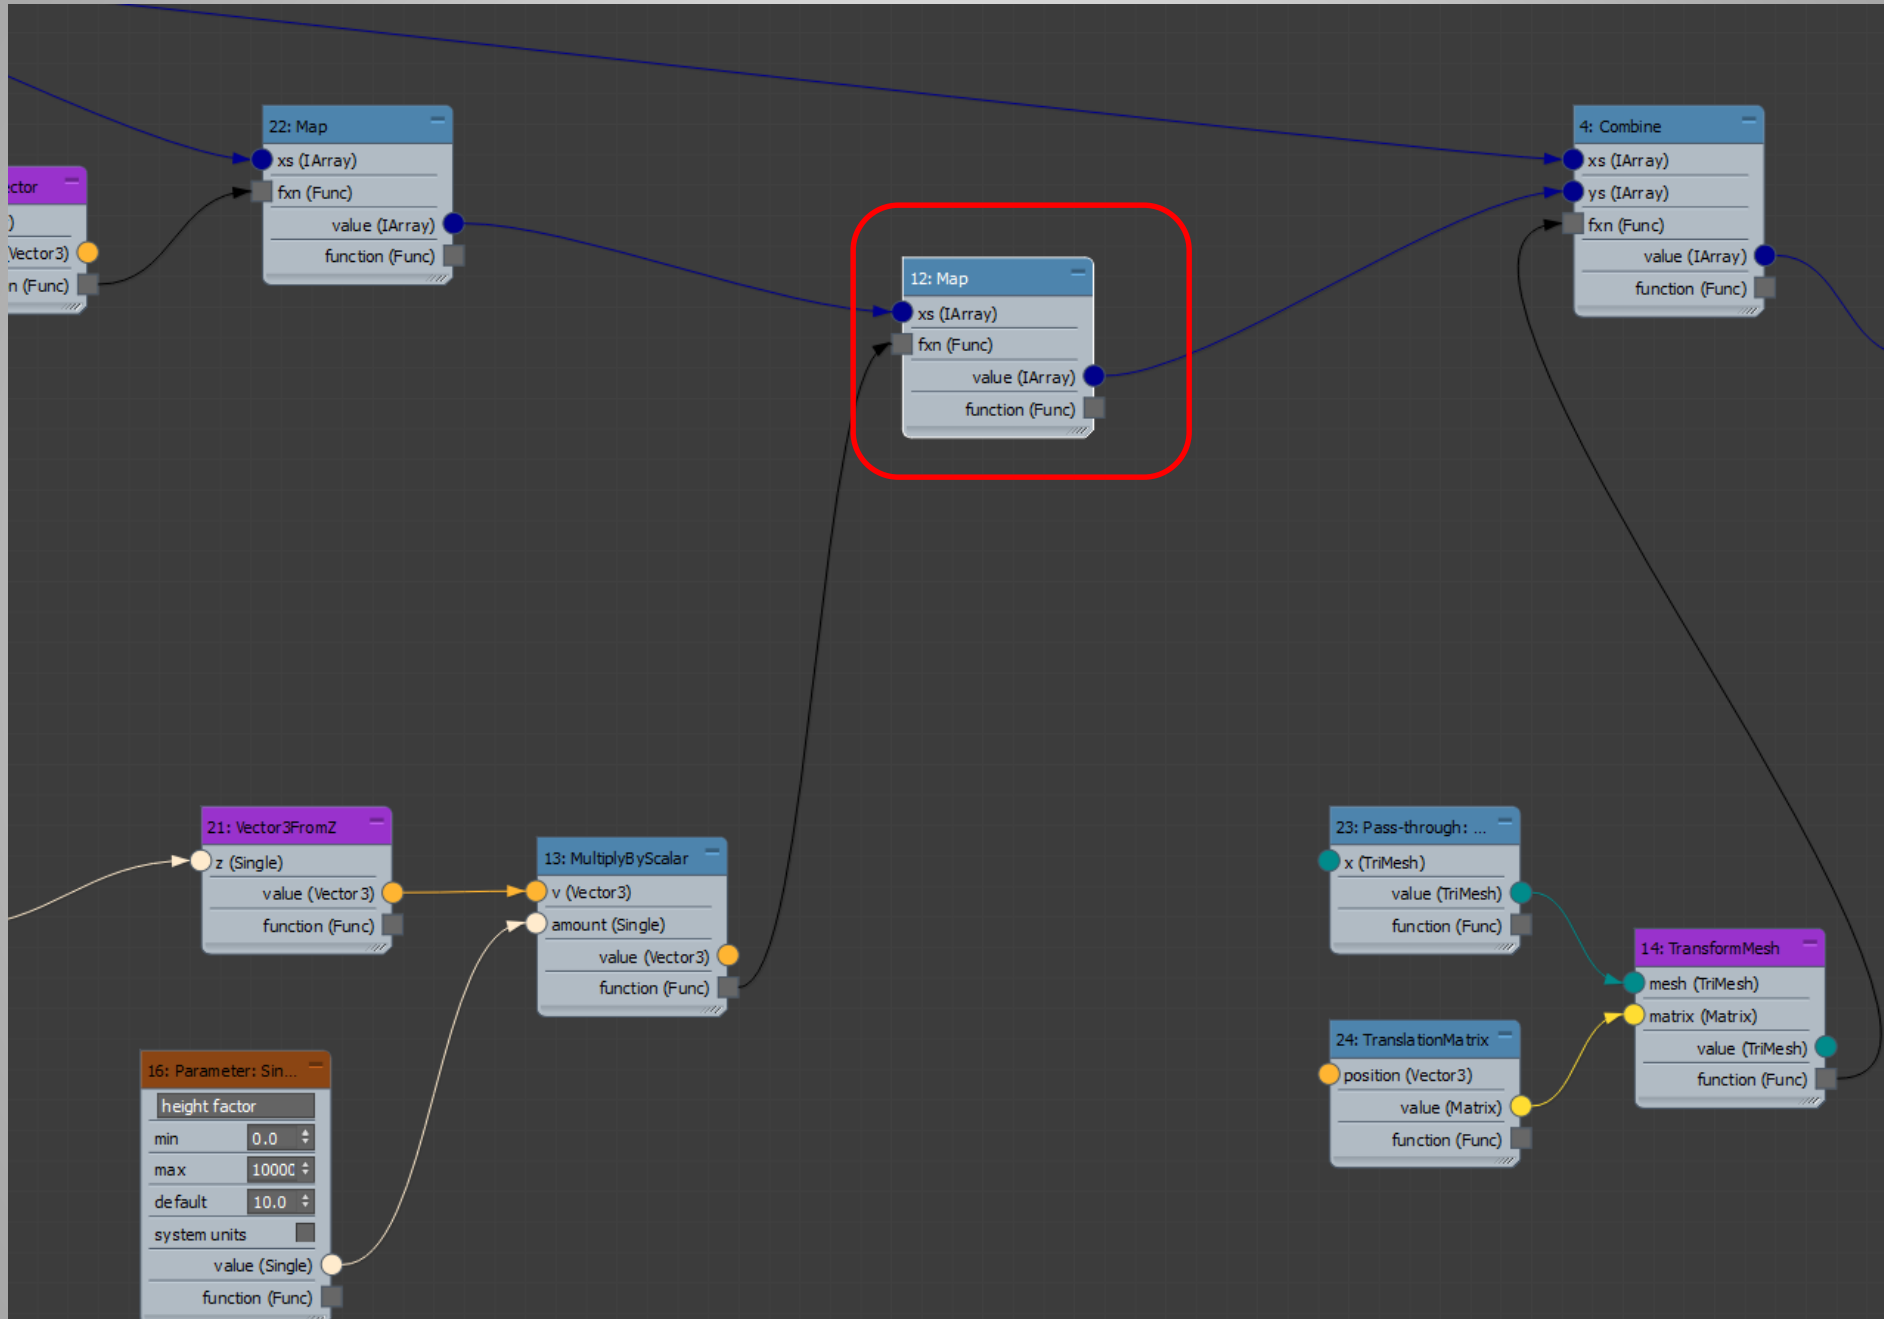 22: Map
xs (IArray)
fxn (Func)
value (IArray)
function (Func)
ctor
)
Vector3)
n (Func)
12: Map
xs (IArray)
fxn (Func)
value (IArray)
function (Func)
4: Combine
xs (IArray)
ys (IArray)
fxn (Func)
value (IArray)
function (Func)
21: Vector3FromZ
z (Single)
value (Vector3)
function (Func)
13: MultiplyByScalar
v (Vector3)
amount (Single)
value (Vector3)
function (Func)
16: Parameter: Sin...
height factor
min 0.0
max 1000
default 10.0
system units
value (Single)
function (Func)
23: Pass-through: ...
x (TriMesh)
value (TriMesh)
function (Func)
24: TranslationMatrix
position (Vector3)
value (Matrix)
function (Func)
14: TransformMesh
mesh (TriMesh)
matrix (Matrix)
value (TriMesh)
function (Func)